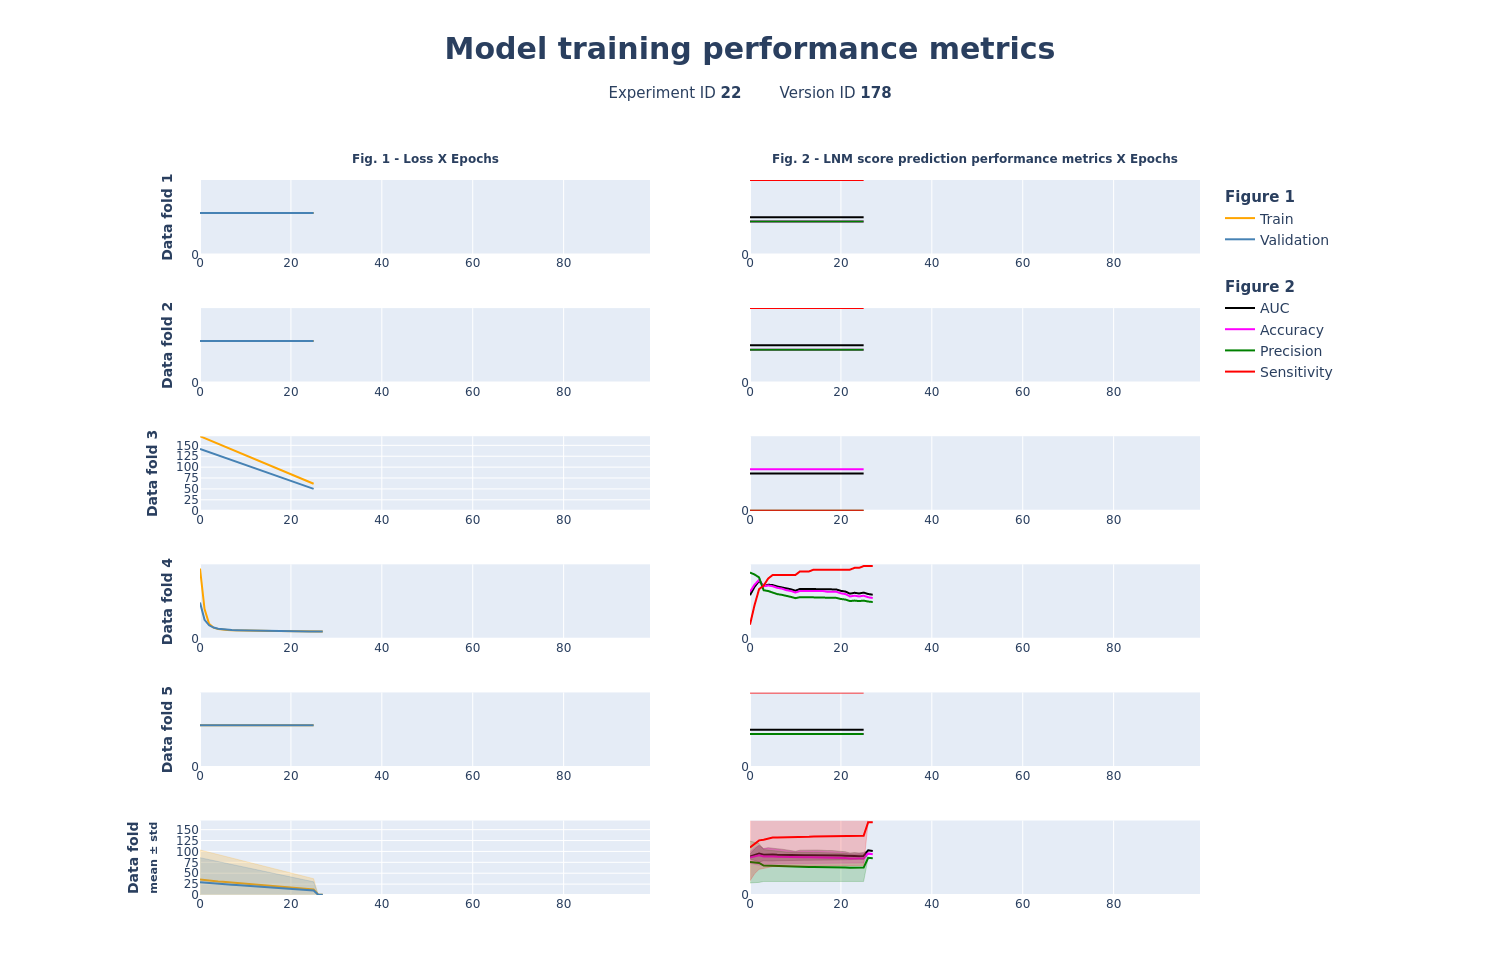 Model training performance metrics
Experiment ID 22 Version ID 178
Fig. 1 - Loss X Epochs
Fig. 2 - LNM score prediction performance metrics X Epochs
Data fold 1
0
0 20 40 60 80
0
0 20 40 60 80
Figure 1
Train
Validation
Figure 2
AUC
Accuracy
Precision
Sensitivity
Data fold 2
0
0 20 40 60 80
0
0 20 40 60 80
Data fold 3
150
125
100
75
50
25
0
0 20 40 60 80
0
0 20 40 60 80
Data fold 4
0
0 20 40 60 80
0
0 20 40 60 80
Data fold 5
0
0 20 40 60 80
0
0 20 40 60 80
Data fold
mean ± std
150
125
100
75
50
25
0
0 20 40 60 80
0
0 20 40 60 80